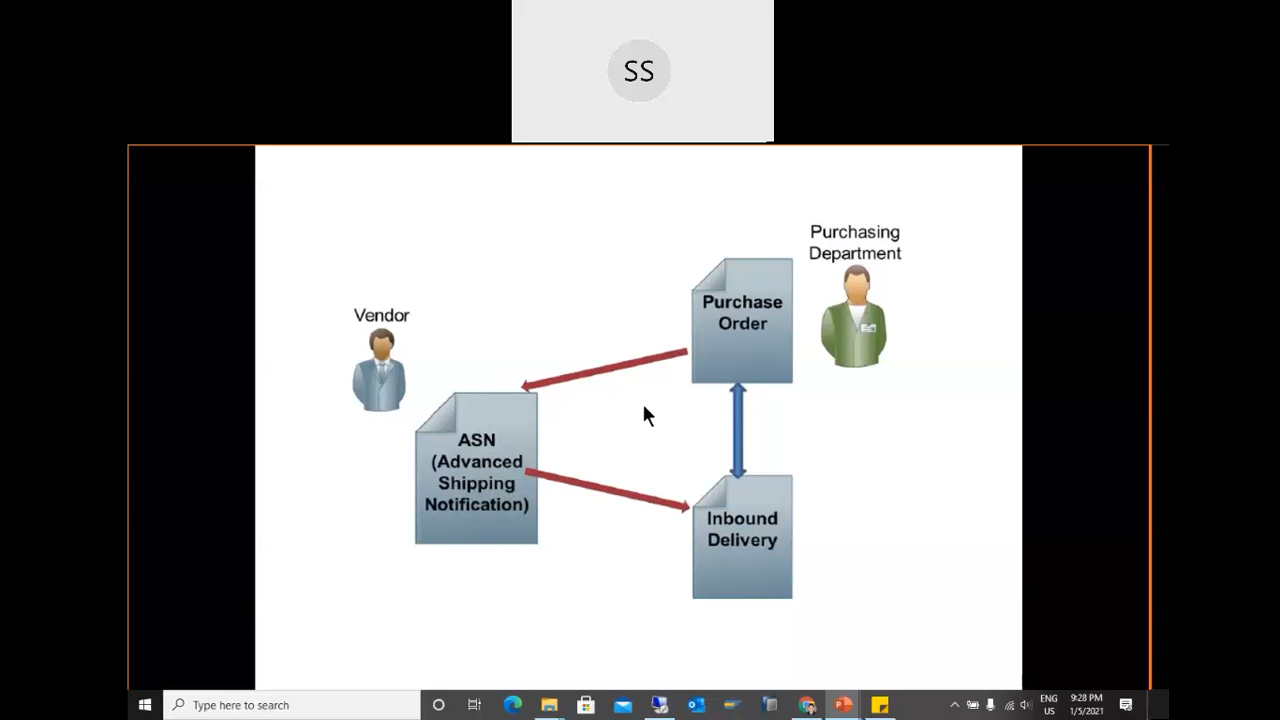 SS
Purchasing
Department
Purchase
Order
Vendor
ASN
(Advanced
Shipping
Notification)
Inbound
Delivery
Type here to search
ENG
US
9:28 PM
1/5/2021